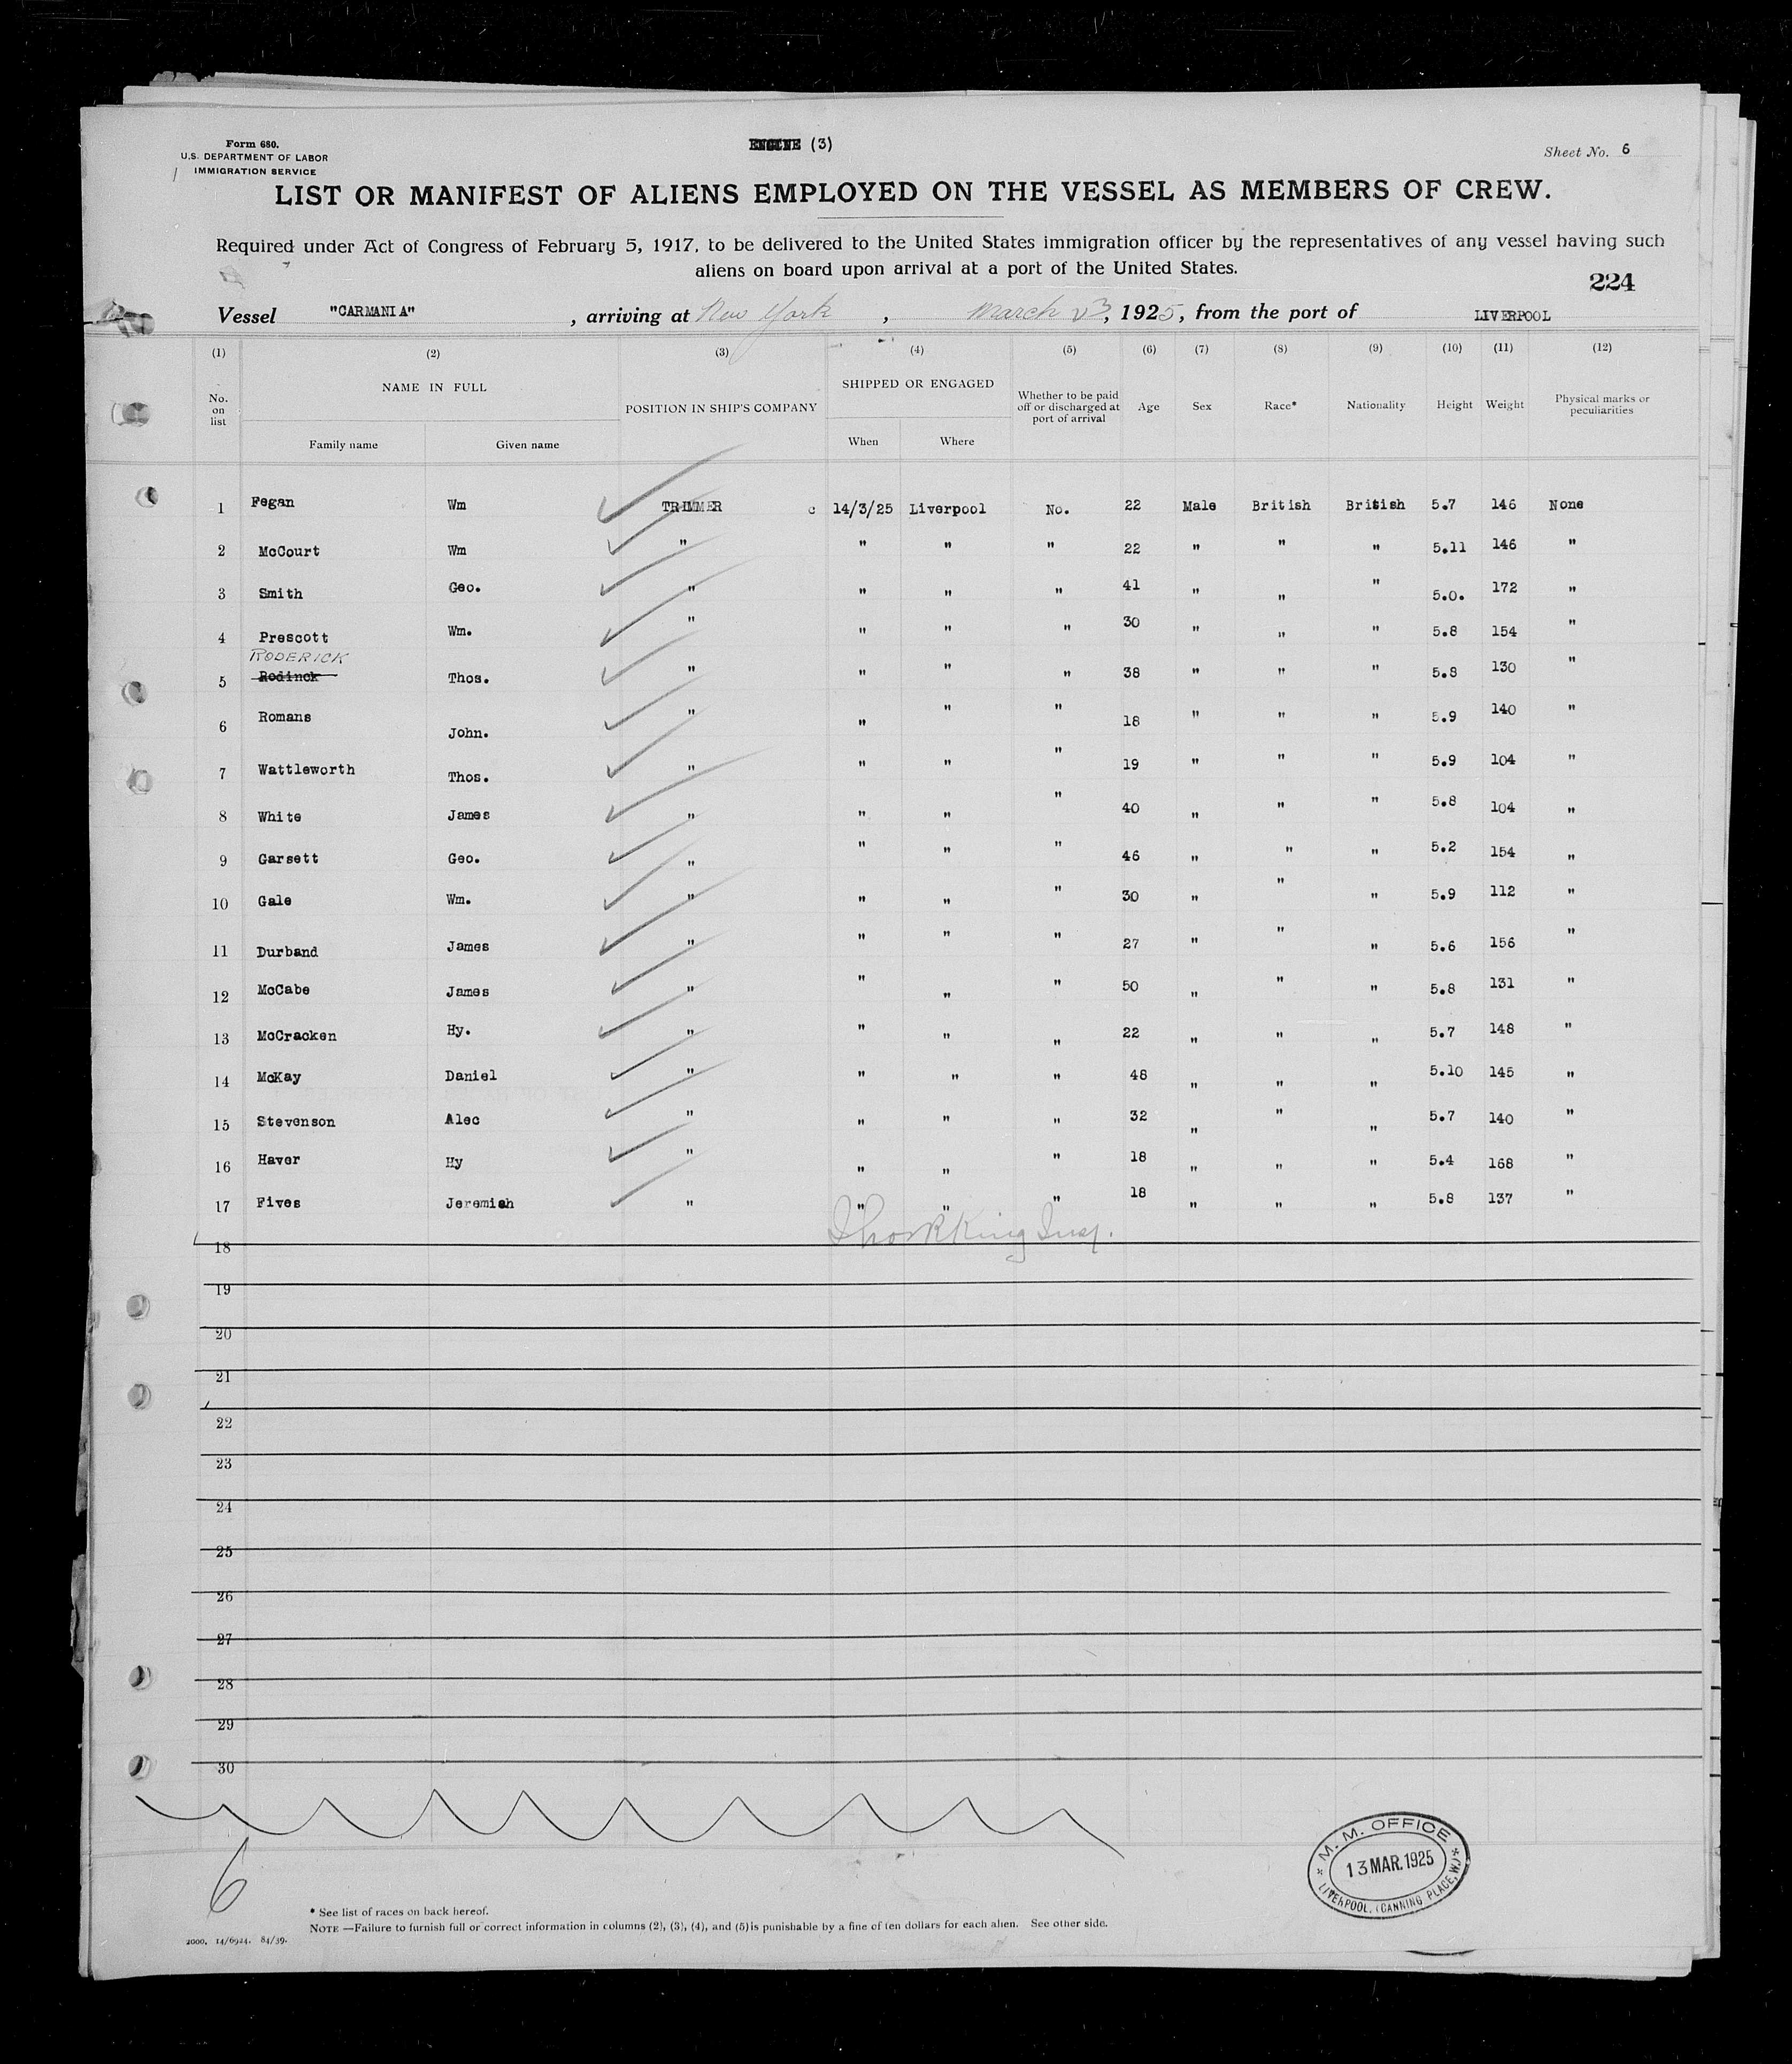 Form 680.
U.S. DEPARTMENT OF LABOR
IMMIGRATION SERVICE
ENGINE (3)
Sheet No. 6
LIST OR MANIFEST OF ALIENS EMPLOYED ON THE VESSEL AS MEMBERS OF CREW.
Required under Act of Congress of February 5, 1917, to be delivered to the United States immigration officer by the representatives of any vessel having such
aliens on board upon arrival at a port of the United States.
224
Vessel "CARMANIA", arriving at New York, March 23, 1925, from the port of LIVERPOOL
(1) (2) (3) (4) (5) (6) (7) (8) (9) (10) (11) (12)
No. on list NAME IN FULL POSITION IN SHIP'S COMPANY SHIPPED OR ENGAGED Whether to be paid off or discharged at port of arrival Age Sex Race* Nationality Height Weight Physical marks or peculiarities
Family name Given name When Where
1 Fegan Wm TRIMMER c 14/3/25 Liverpool No. 22 Male British British 5.7 146 None
2 McCourt Wm " " " " 22 " " " 5.11 146 "
3 Smith Geo. " " " " 41 " " " 5.0. 172 "
4 Prescott Wm. " " " " 30 " " " 5.8 154 "
RODERICK
5 Rodinck Thos. " " " " 38 " " " 5.8 130 "
6 Romans John. " " " " 18 " " " 5.9 140 "
7 Wattleworth Thos. " " " " 19 " " " 5.9 104 "
8 White James " " " " 40 " " " 5.8 104 "
9 Garsett Geo. " " " " 46 " " " 5.2 154 "
10 Gale Wm. " " " " 30 " " " 5.9 112 "
11 Durband James " " " " 27 " " " 5.6 156 "
12 McCabe James " " " " 50 " " " 5.8 131 "
13 McCracken Hy. " " " " 22 " " " 5.7 148 "
14 McKay Daniel " " " " 48 " " " 5.10 145 "
15 Stevenson Alec " " " " 32 " " " 5.7 140 "
16 Haver Hy " " " " 18 " " " 5.4 168 "
17 Fives Jeremiah " " " " 18 " " " 5.8 137 "
King Insp.
18
19
20
21
22
23
24
25
26
27
28
29
30
6
M. M. OFFICE
13 MAR. 1925
LIVERPOOL, (CANNING PLACE, W)
* See list of races on back hereof.
NOTE —Failure to furnish full or correct information in columns (2), (3), (4), and (5) is punishable by a fine of ten dollars for each alien. See other side.
2000, 14/6924. 84/39.